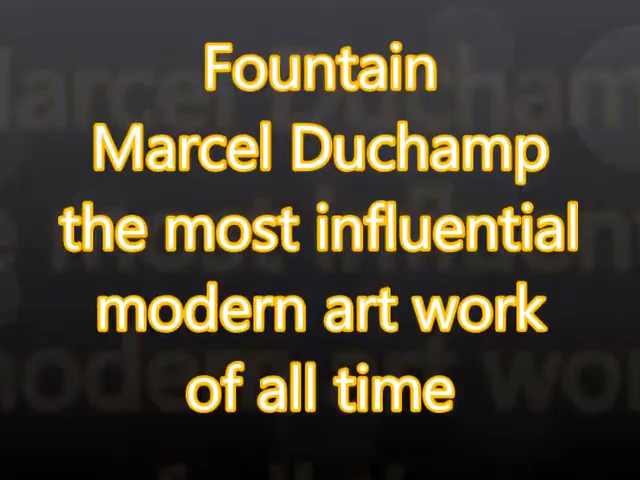 Fountain
Marcel Duchamp
the most influential
modern art work
of all time